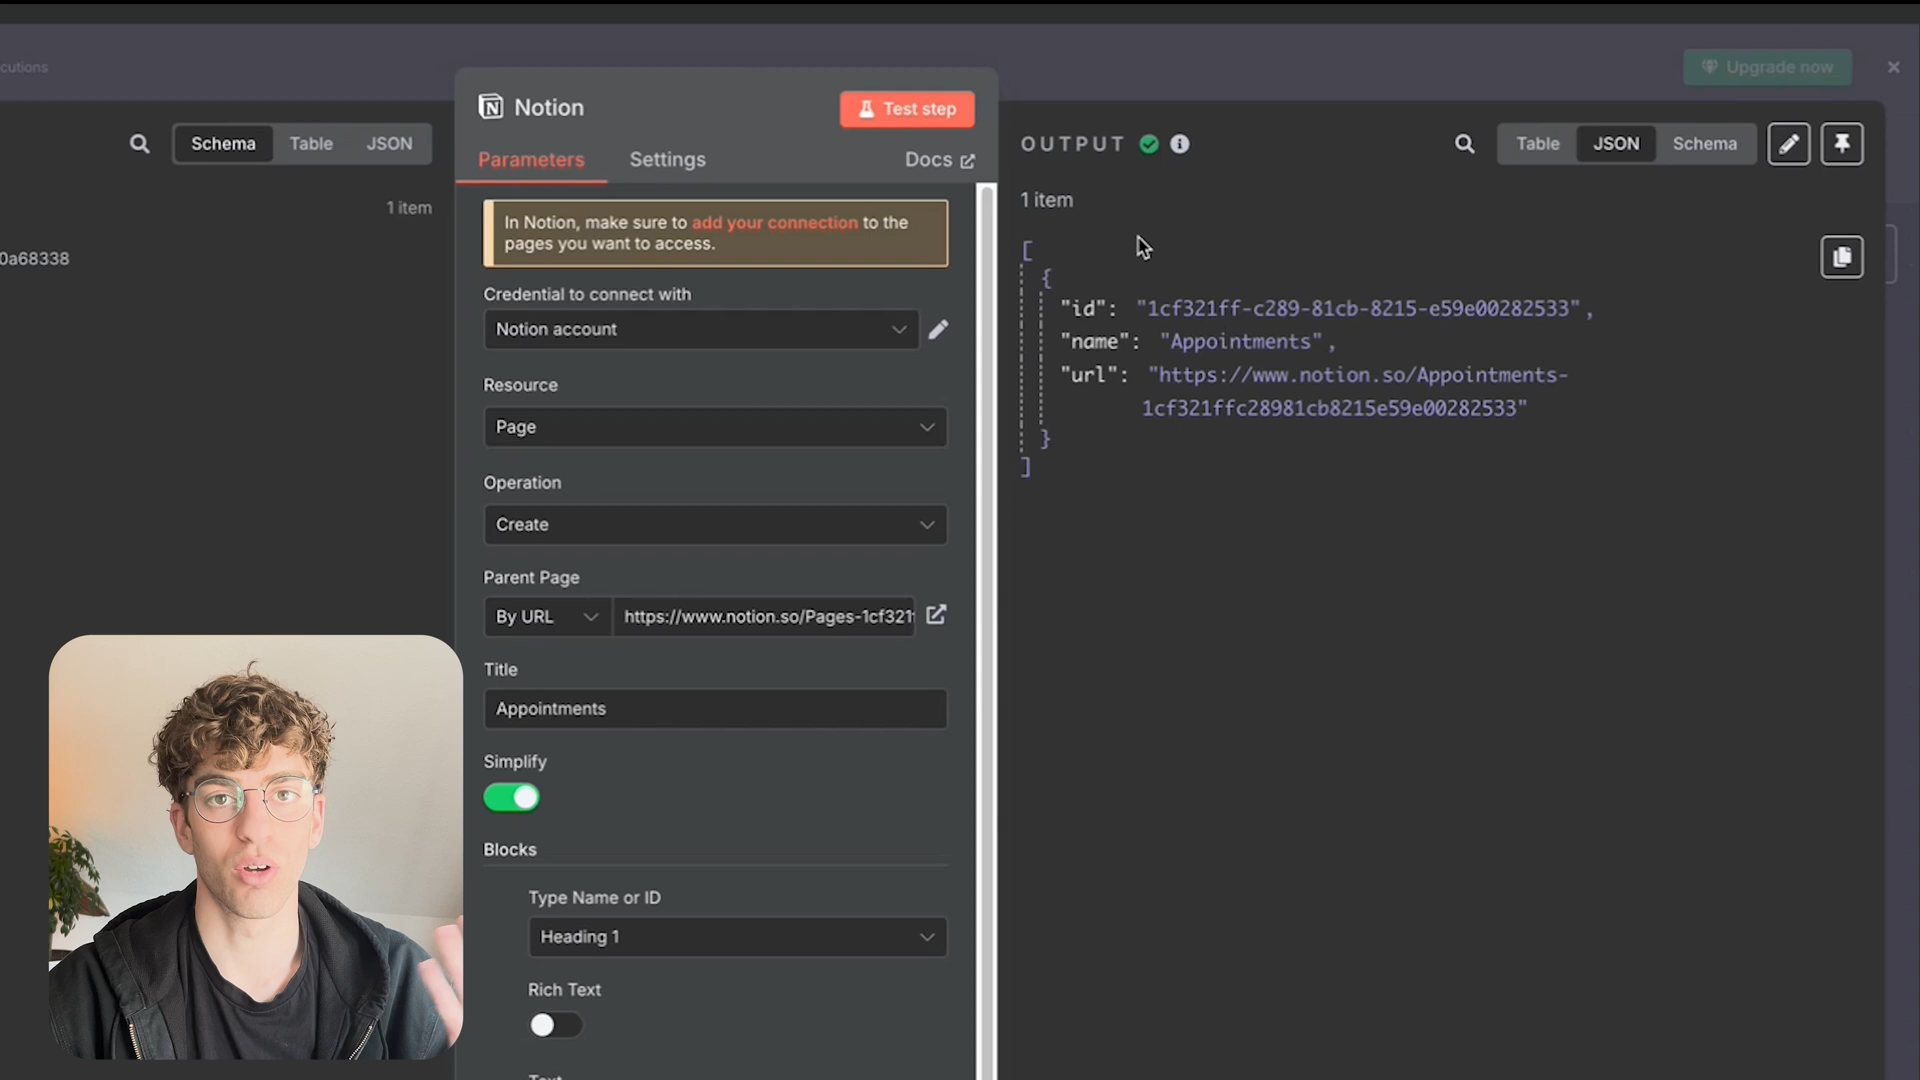 cutions
Upgrade now
Schema
Table
JSON
1 item
0a68338
Notion
Test step
Parameters
Settings
Docs
In Notion, make sure to add your connection to the
pages you want to access.
Credential to connect with
Notion account
Resource
Page
Operation
Create
Parent Page
By URL
https://www.notion.so/Pages-1cf321f
Title
Appointments
Simplify
Blocks
Type Name or ID
Heading 1
Rich Text
OUTPUT
Table
JSON
Schema
1 item
[
{
"id": "1cf321ff-c289-81cb-8215-e59e00282533",
"name": "Appointments",
"url": "https://www.notion.so/Appointments-
1cf321ffc28981cb8215e59e00282533"
}
]